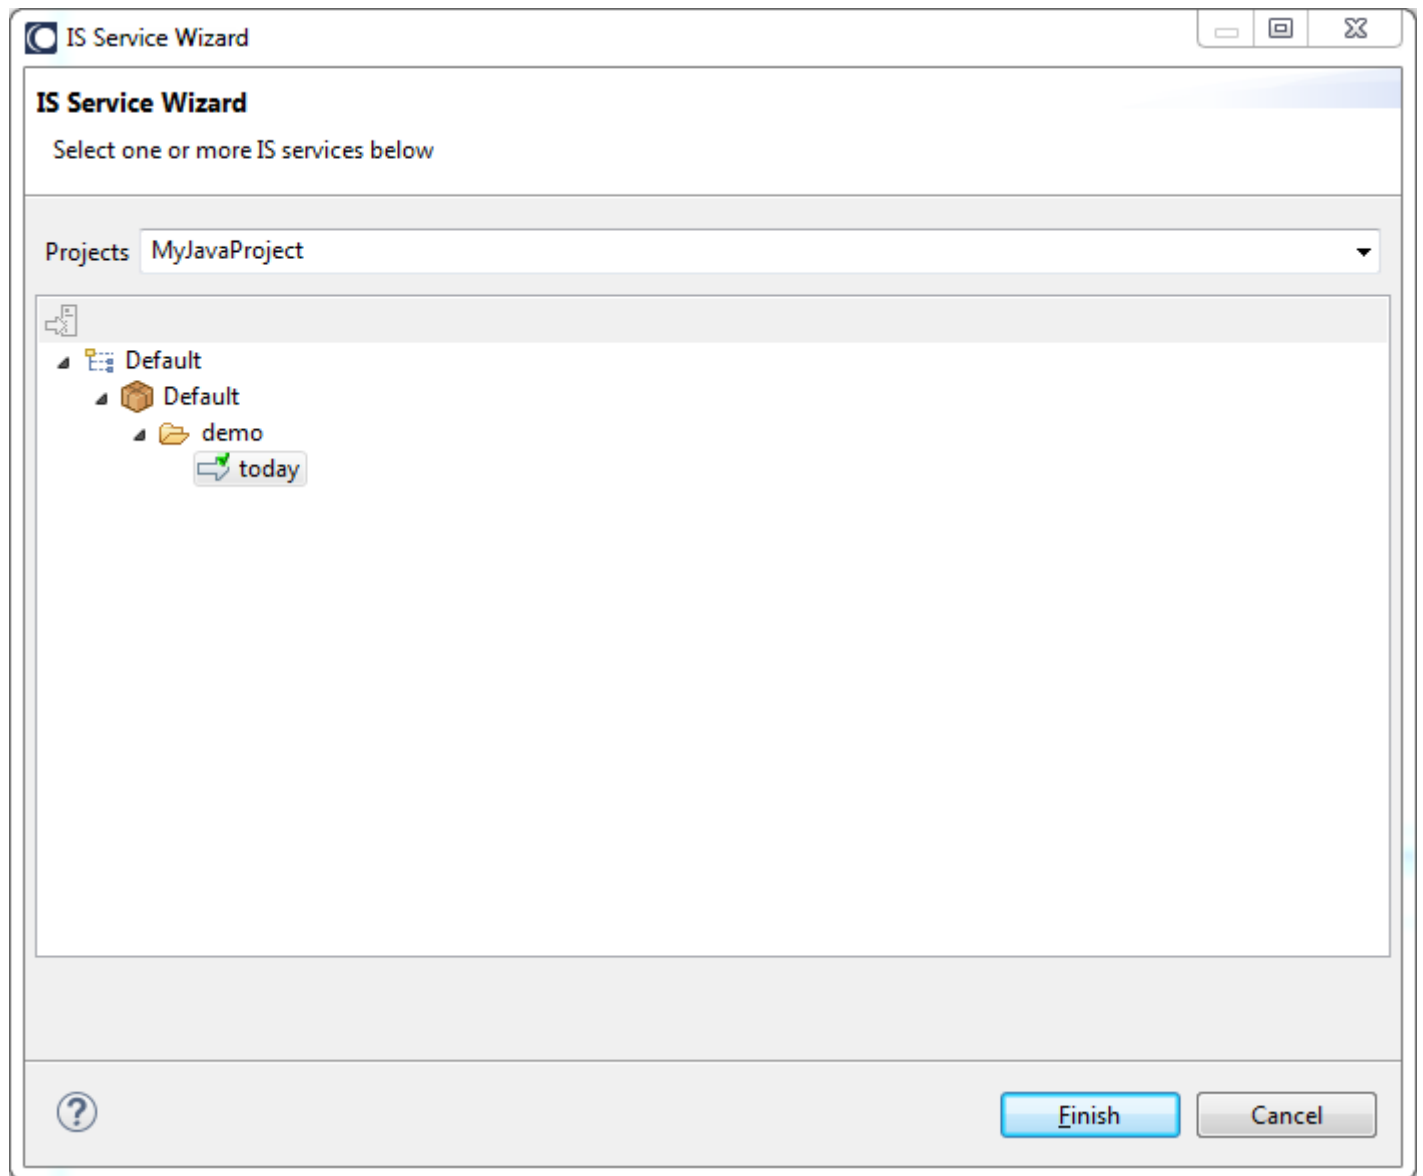 IS Service Wizard
IS Service Wizard
Select one or more IS services below
Projects MyJavaProject
Default
Default
demo
today
Finish Cancel